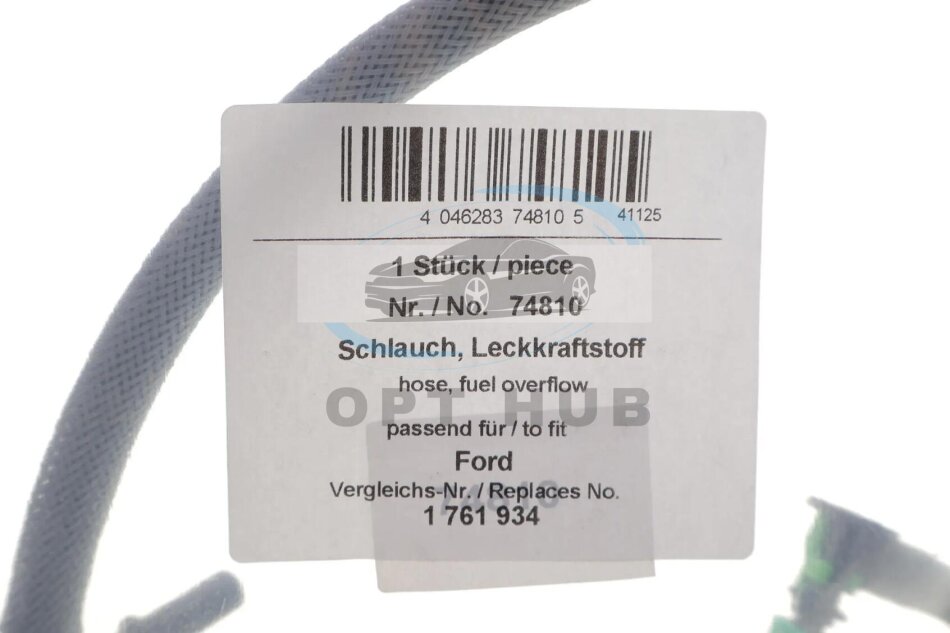 4 046283 74810 5 41125
1 Stück / piece
Nr. / No. 74810
Schlauch, Leckkraftstoff
hose, fuel overflow
OPT HUB
passend für / to fit
Ford
74810
Vergleichs-Nr. / Replaces No.
1 761 934